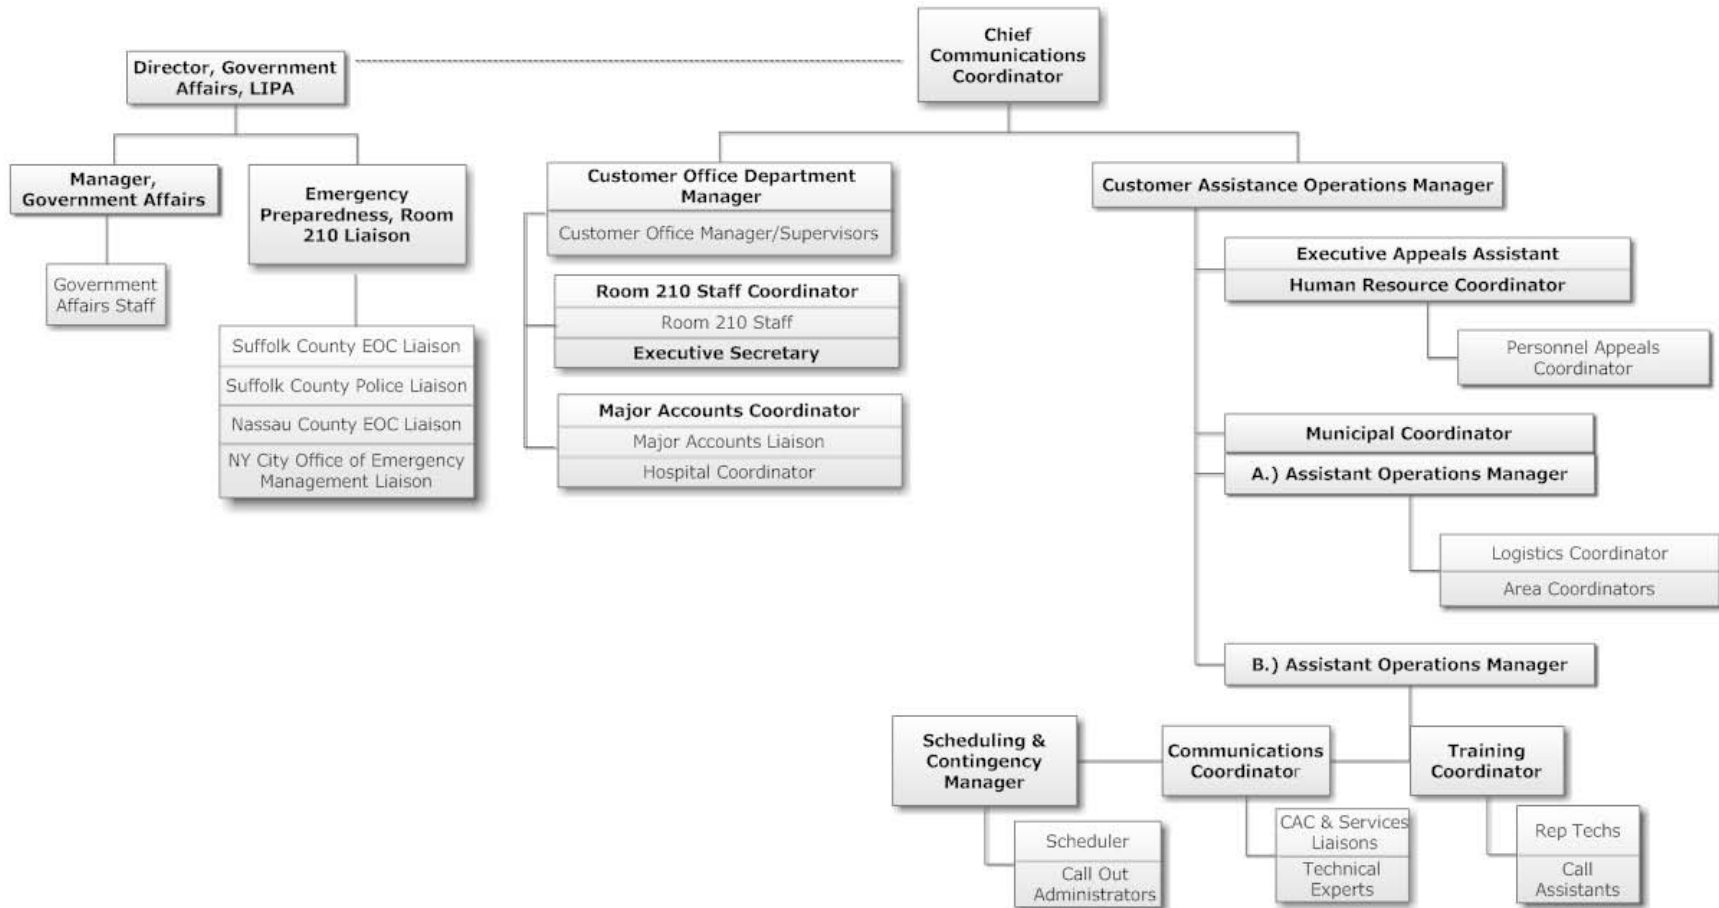 Chief
Communications
Coordinator
Director, Government
Affairs, LIPA
Manager,
Government Affairs
Emergency
Preparedness, Room
210 Liaison
Government
Affairs Staff
Suffolk County EOC Liaison
Suffolk County Police Liaison
Nassau County EOC Liaison
NY City Office of Emergency
Management Liaison
Customer Office Department
Manager
Customer Office Manager/Supervisors
Room 210 Staff Coordinator
Room 210 Staff
Executive Secretary
Major Accounts Coordinator
Major Accounts Liaison
Hospital Coordinator
Customer Assistance Operations Manager
Executive Appeals Assistant
Human Resource Coordinator
Personnel Appeals
Coordinator
Municipal Coordinator
A.) Assistant Operations Manager
Logistics Coordinator
Area Coordinators
B.) Assistant Operations Manager
Scheduling &
Contingency
Manager
Scheduler
Call Out
Administrators
Communications
Coordinator
CAC & Services
Liaisons
Technical
Experts
Training
Coordinator
Rep Techs
Call
Assistants